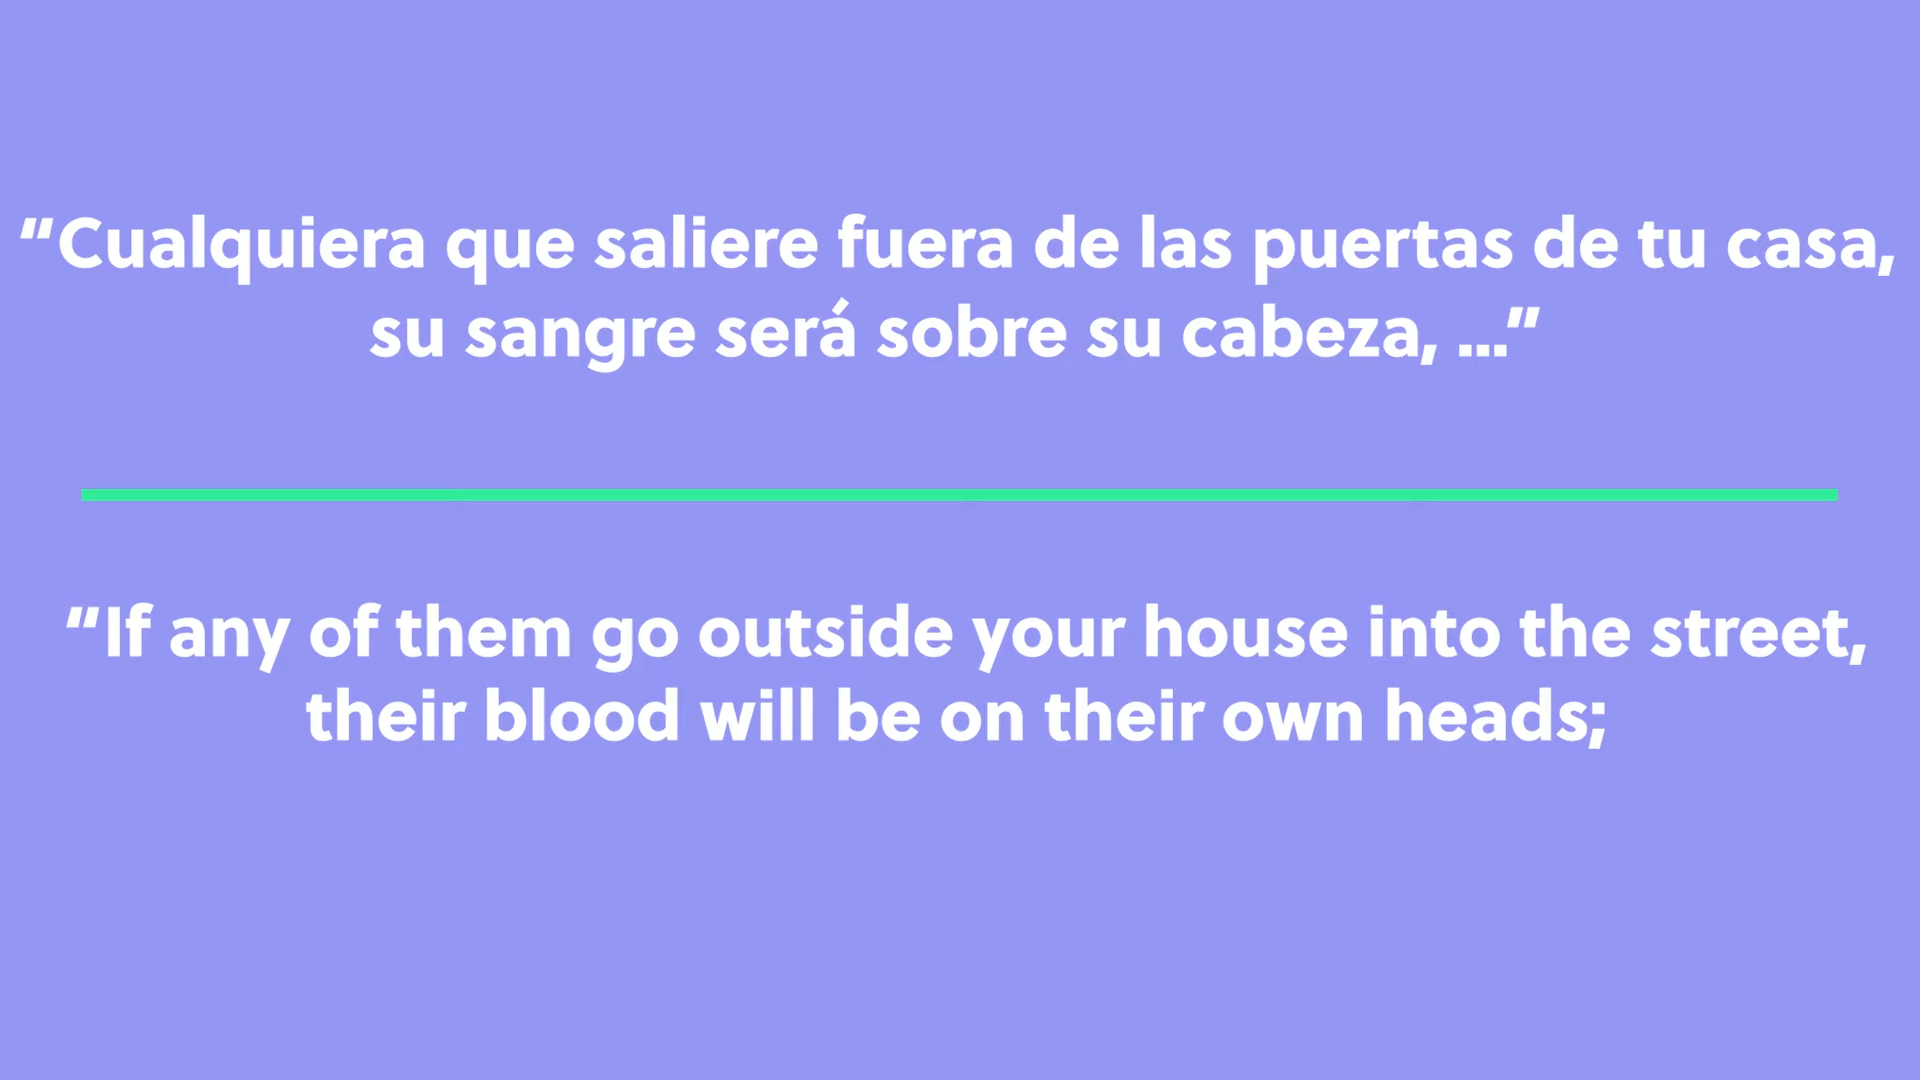 “Cualquiera que saliere fuera de las puertas de tu casa,
su sangre será sobre su cabeza, ...”
“If any of them go outside your house into the street,
their blood will be on their own heads;